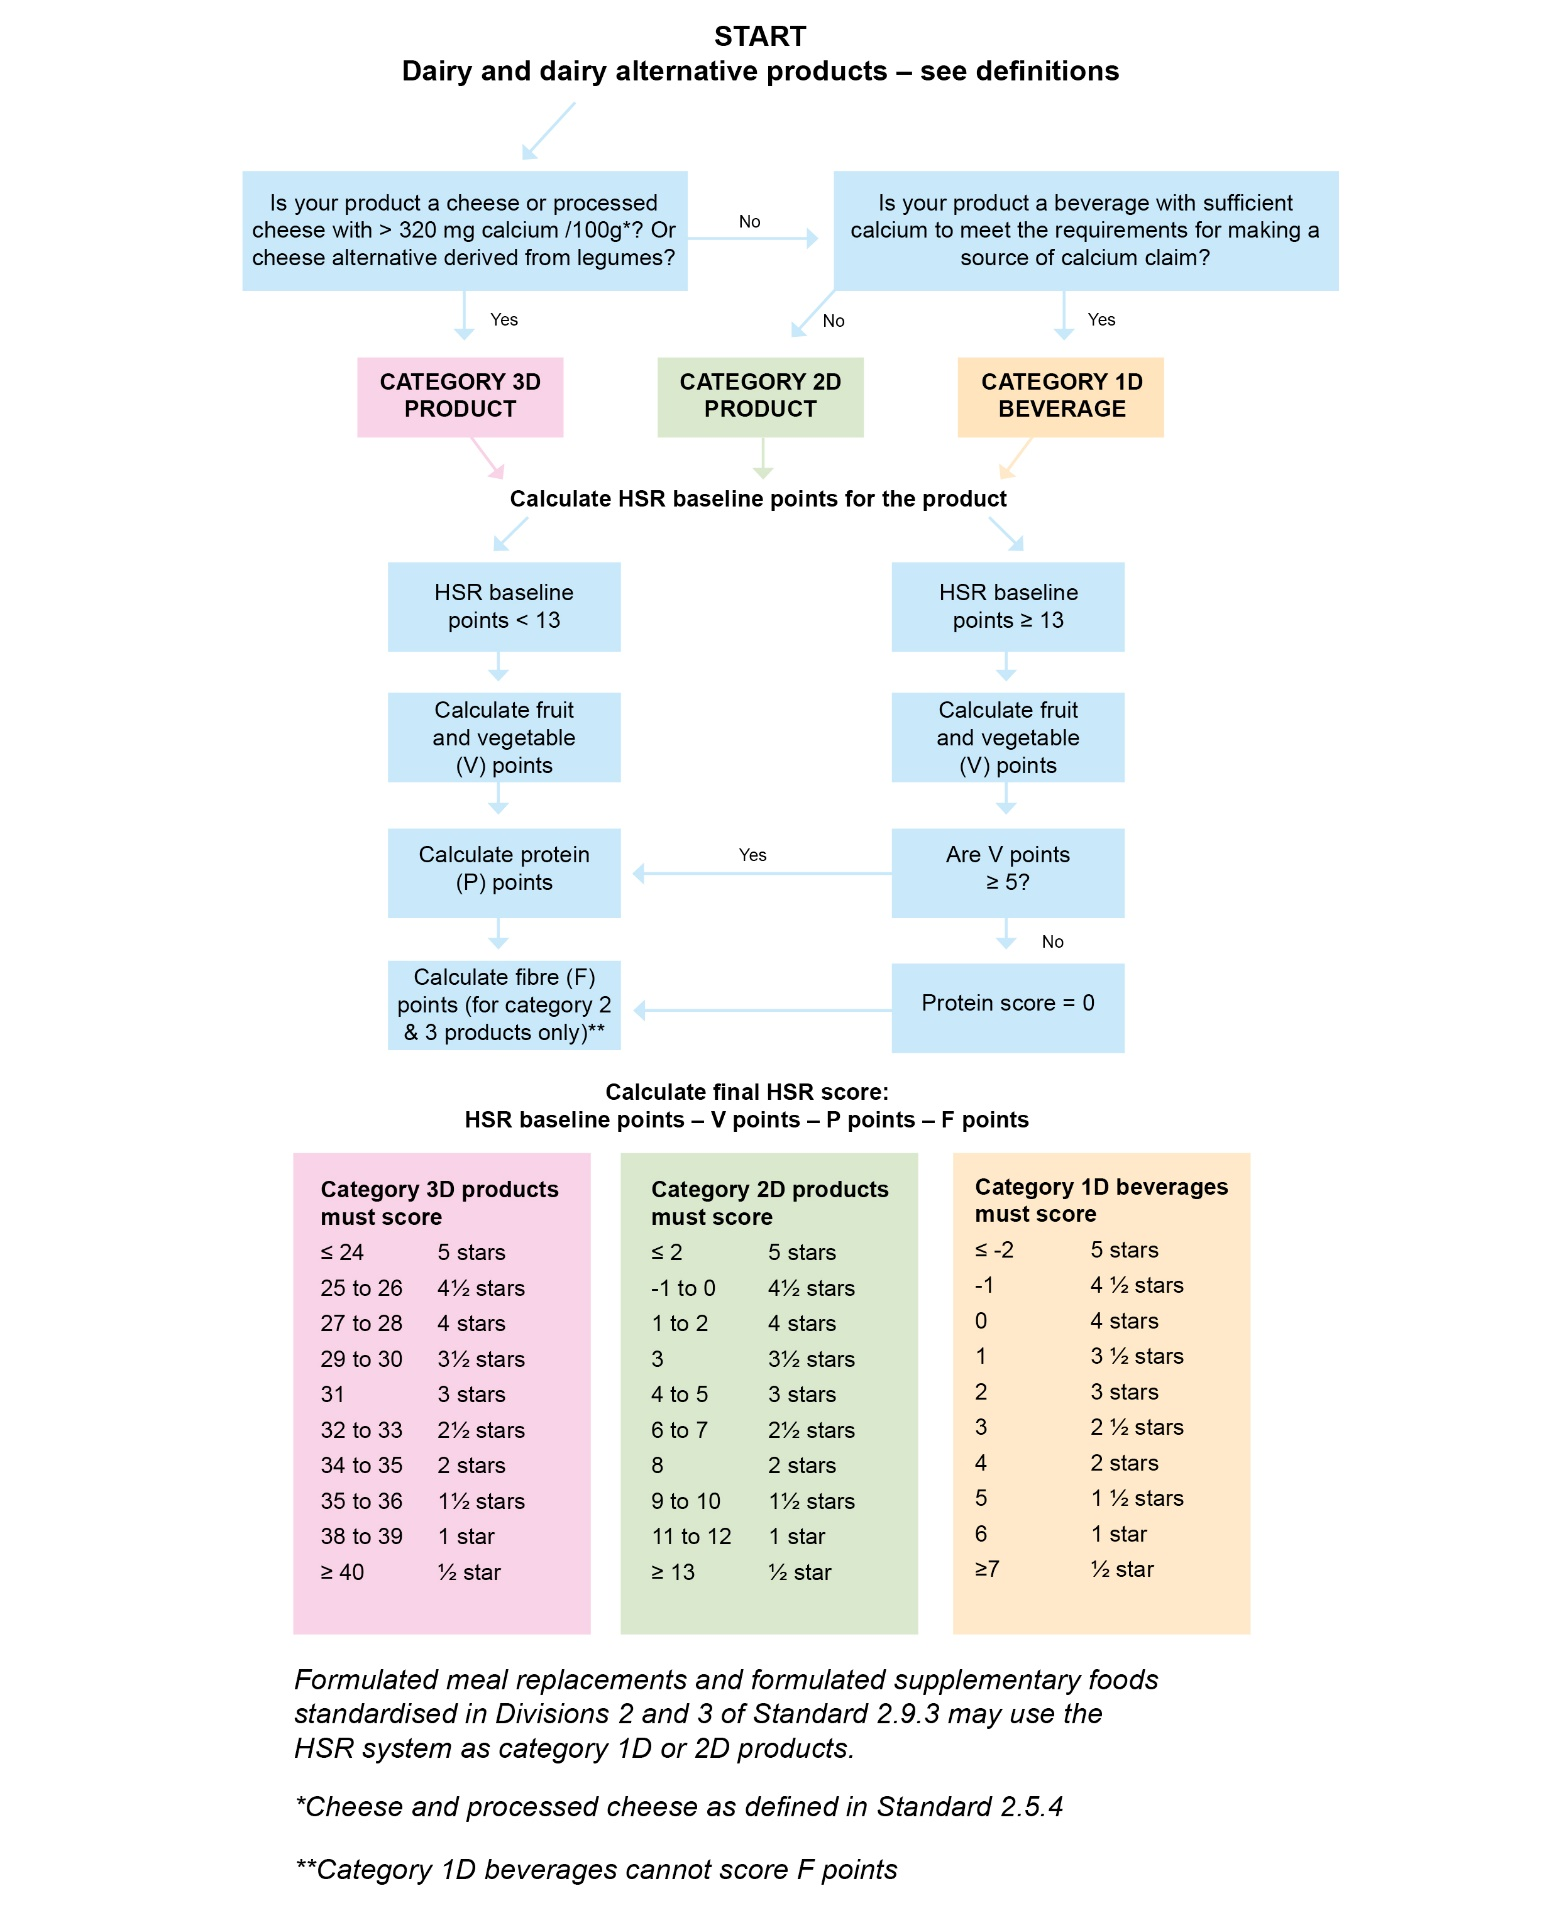 START
Dairy and dairy alternative products – see definitions
Is your product a cheese or processed
cheese with > 320 mg calcium /100g*? Or
cheese alternative derived from legumes?
No
Is your product a beverage with sufficient
calcium to meet the requirements for making a
source of calcium claim?
Yes
No
Yes
CATEGORY 3D
PRODUCT
CATEGORY 2D
PRODUCT
CATEGORY 1D
BEVERAGE
Calculate HSR baseline points for the product
HSR baseline
points < 13
HSR baseline
points ≥ 13
Calculate fruit
and vegetable
(V) points
Calculate fruit
and vegetable
(V) points
Calculate protein
(P) points
Yes
Are V points
≥ 5?
No
Calculate fibre (F)
points (for category 2
& 3 products only)**
Protein score = 0
Calculate final HSR score:
HSR baseline points – V points – P points – F points
Category 3D products
must score
≤ 24 5 stars
25 to 26 4½ stars
27 to 28 4 stars
29 to 30 3½ stars
31 3 stars
32 to 33 2½ stars
34 to 35 2 stars
35 to 36 1½ stars
38 to 39 1 star
≥ 40 ½ star
Category 2D products
must score
≤ 2 5 stars
-1 to 0 4½ stars
1 to 2 4 stars
3 3½ stars
4 to 5 3 stars
6 to 7 2½ stars
8 2 stars
9 to 10 1½ stars
11 to 12 1 star
≥ 13 ½ star
Category 1D beverages
must score
≤ -2 5 stars
-1 4 ½ stars
0 4 stars
1 3 ½ stars
2 3 stars
3 2 ½ stars
4 2 stars
5 1 ½ stars
6 1 star
≥7 ½ star
Formulated meal replacements and formulated supplementary foods
standardised in Divisions 2 and 3 of Standard 2.9.3 may use the
HSR system as category 1D or 2D products.
*Cheese and processed cheese as defined in Standard 2.5.4
**Category 1D beverages cannot score F points